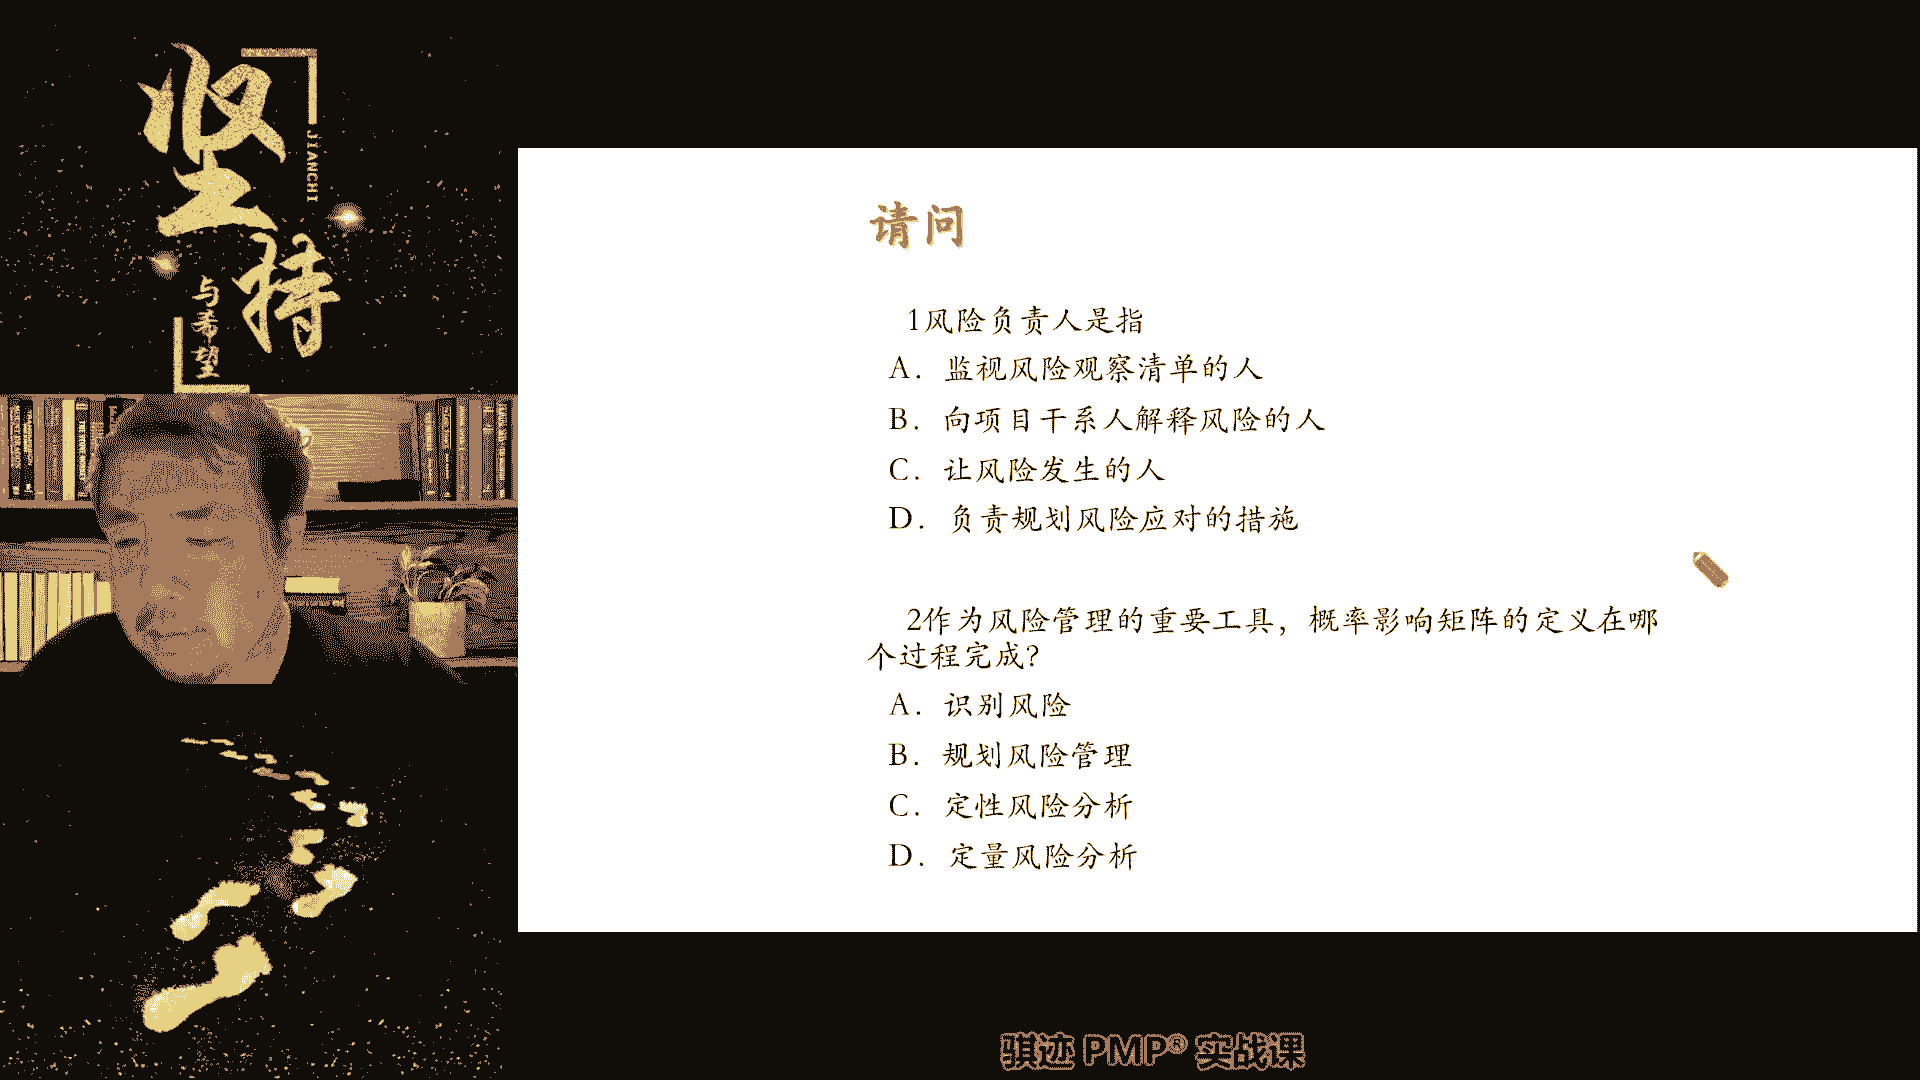 坚持
JIANCHI
与希望
请问
1风险负责人是指
A. 监视风险观察清单的人
B. 向项目干系人解释风险的人
C. 让风险发生的人
D. 负责规划风险应对的措施
2作为风险管理的重要工具，概率影响矩阵的定义在哪
个过程完成？
A. 识别风险
B. 规划风险管理
C. 定性风险分析
D. 定量风险分析
骐迹 PMP® 实战课